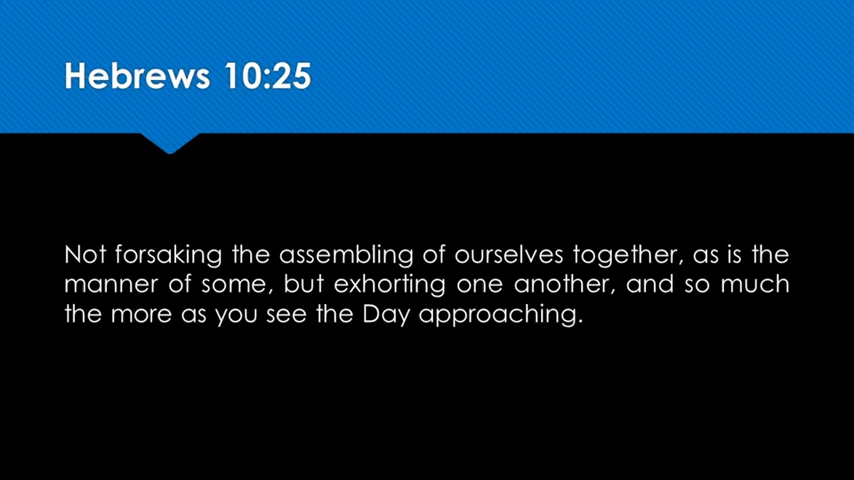 Hebrews 10:25
Not forsaking the assembling of ourselves together, as is the
manner of some, but exhorting one another, and so much
the more as you see the Day approaching.